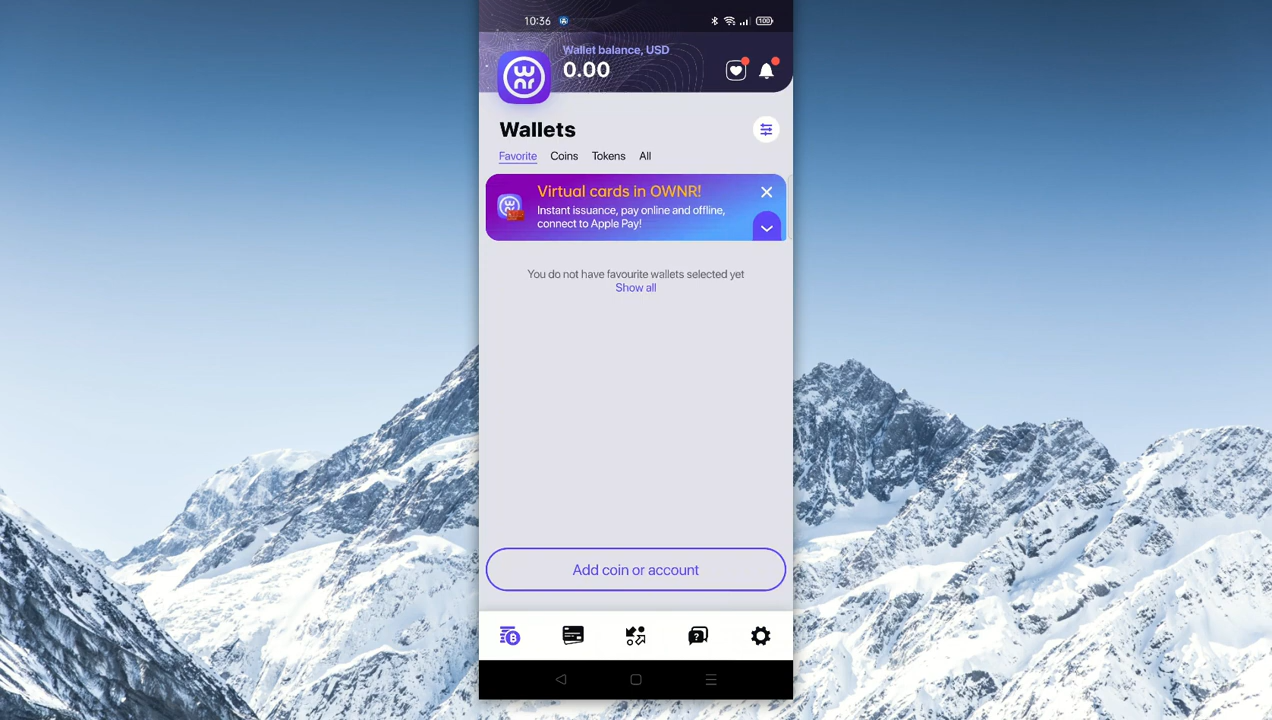 10:36
100
Wallet balance, USD
0.00
Wallets
Favorite Coins Tokens All
Virtual cards in OWNR!
Instant issuance, pay online and offline,
connect to Apple Pay!
You do not have favourite wallets selected yet
Show all
Add coin or account